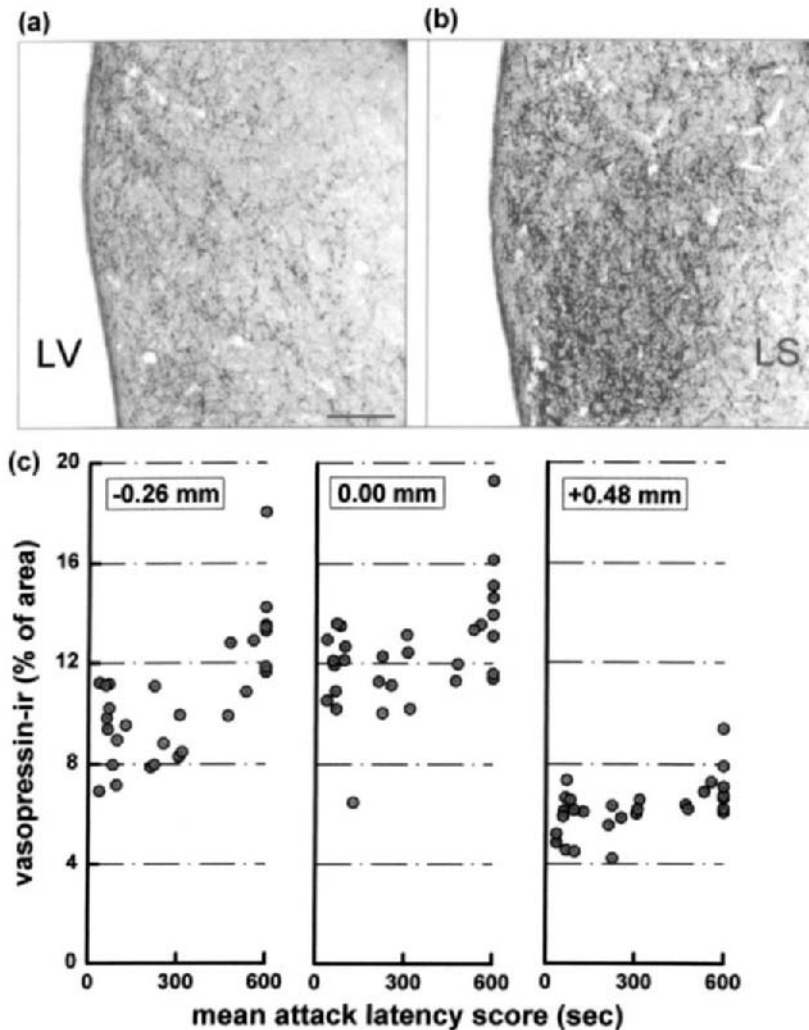 (a)
(b)
LV
LS
(c)
vasopressin-ir (% of area)
20
16
12
8
4
0
-0.26 mm
0.00 mm
+0.48 mm
0 300 600
0 300 600
0 300 600
mean attack latency score (sec)